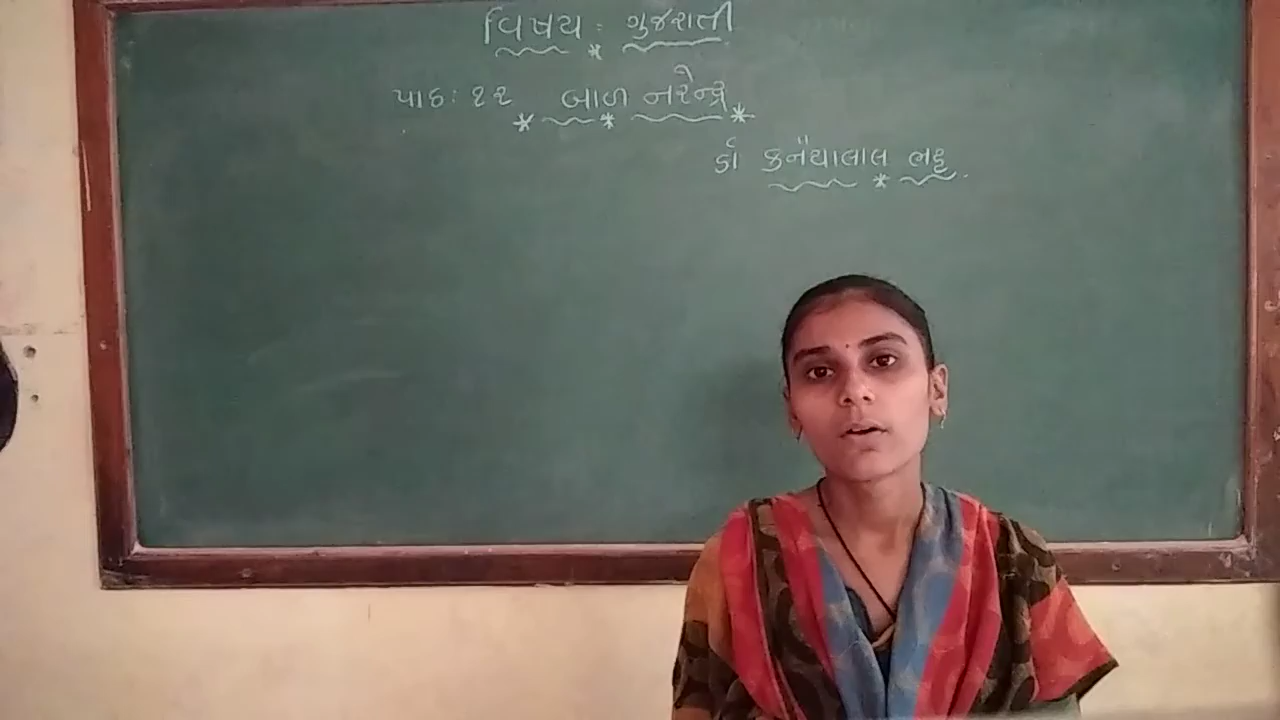 વિષય : ગુજરાતી
પાઠ: ૧૨ બાળ નરેન્દ્ર
ડૉ કનૈયાલાલ ભટ્ટ.